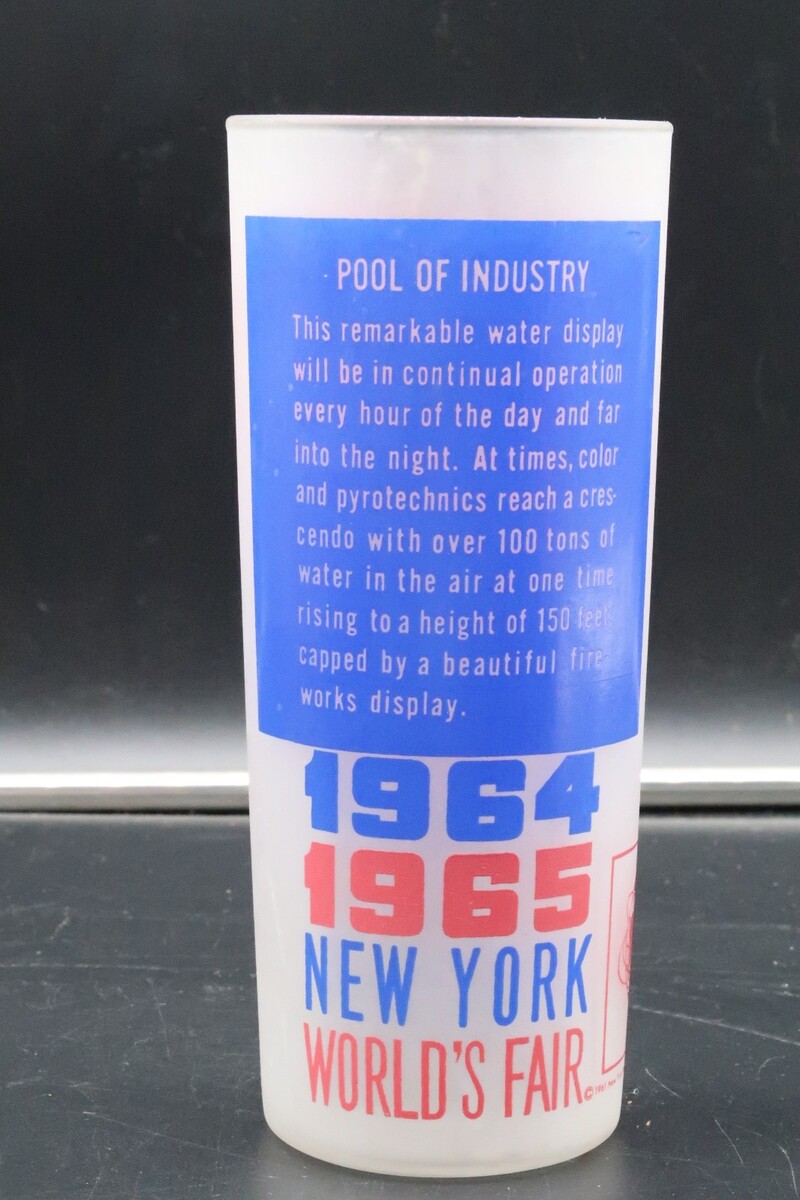 POOL OF INDUSTRY
This remarkable water display
will be in continual operation
every hour of the day and far
into the night. At times, color
and pyrotechnics reach a cres-
cendo with over 100 tons of
water in the air at one time
rising to a height of 150 feet
capped by a beautiful fire-
works display.
1964
1965
NEW YORK
WORLD'S FAIR
© 1961 New